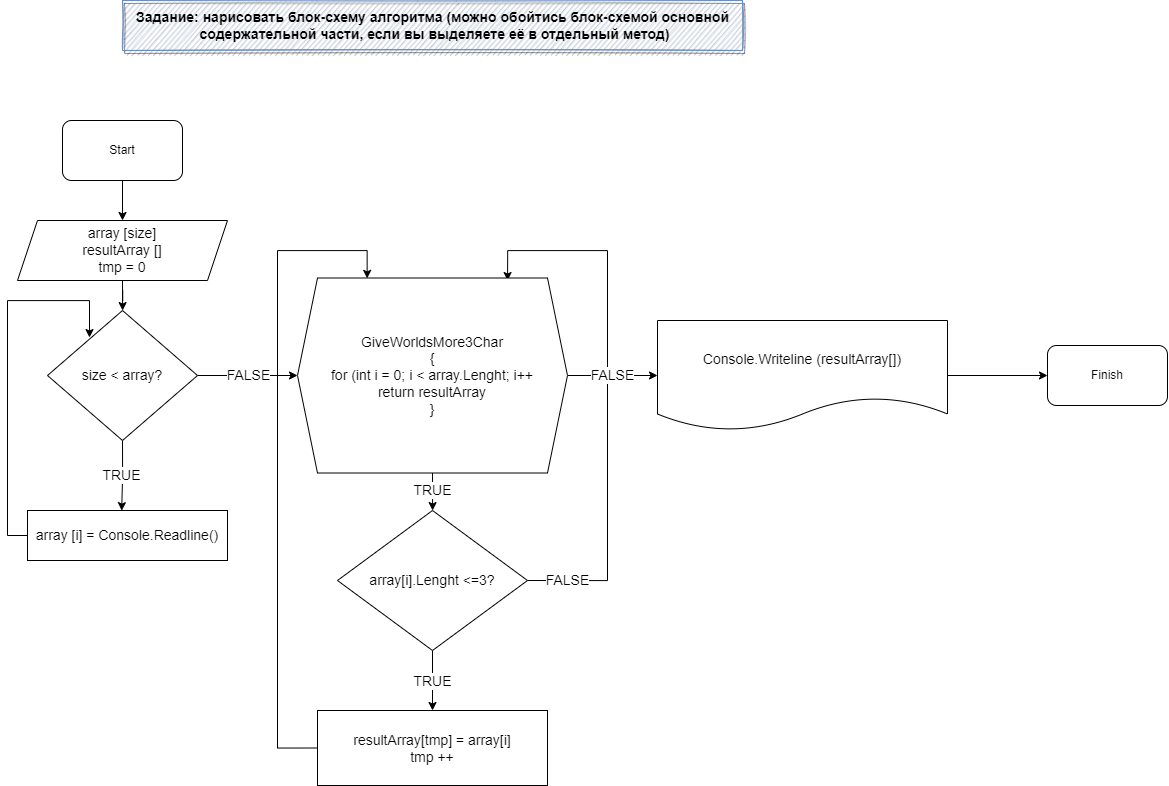 Задание: нарисовать блок-схему алгоритма (можно обойтись блок-схемой основной
содержательной части, если вы выделяете её в отдельный метод)
Start
array [size]
resultArray []
tmp = 0
size < array?
FALSE
TRUE
array [i] = Console.Readline()
GiveWorldsMore3Char
{
for (int i = 0; i < array.Lenght; i++
return resultArray
}
FALSE
TRUE
array[i].Lenght <=3?
FALSE
TRUE
resultArray[tmp] = array[i]
tmp ++
Console.Writeline (resultArray[])
Finish